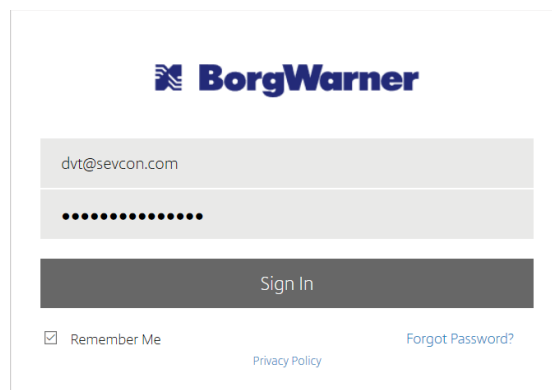 BorgWarner
dvt@sevcon.com
•••••••••••••••
Sign In
Remember Me
Forgot Password?
Privacy Policy